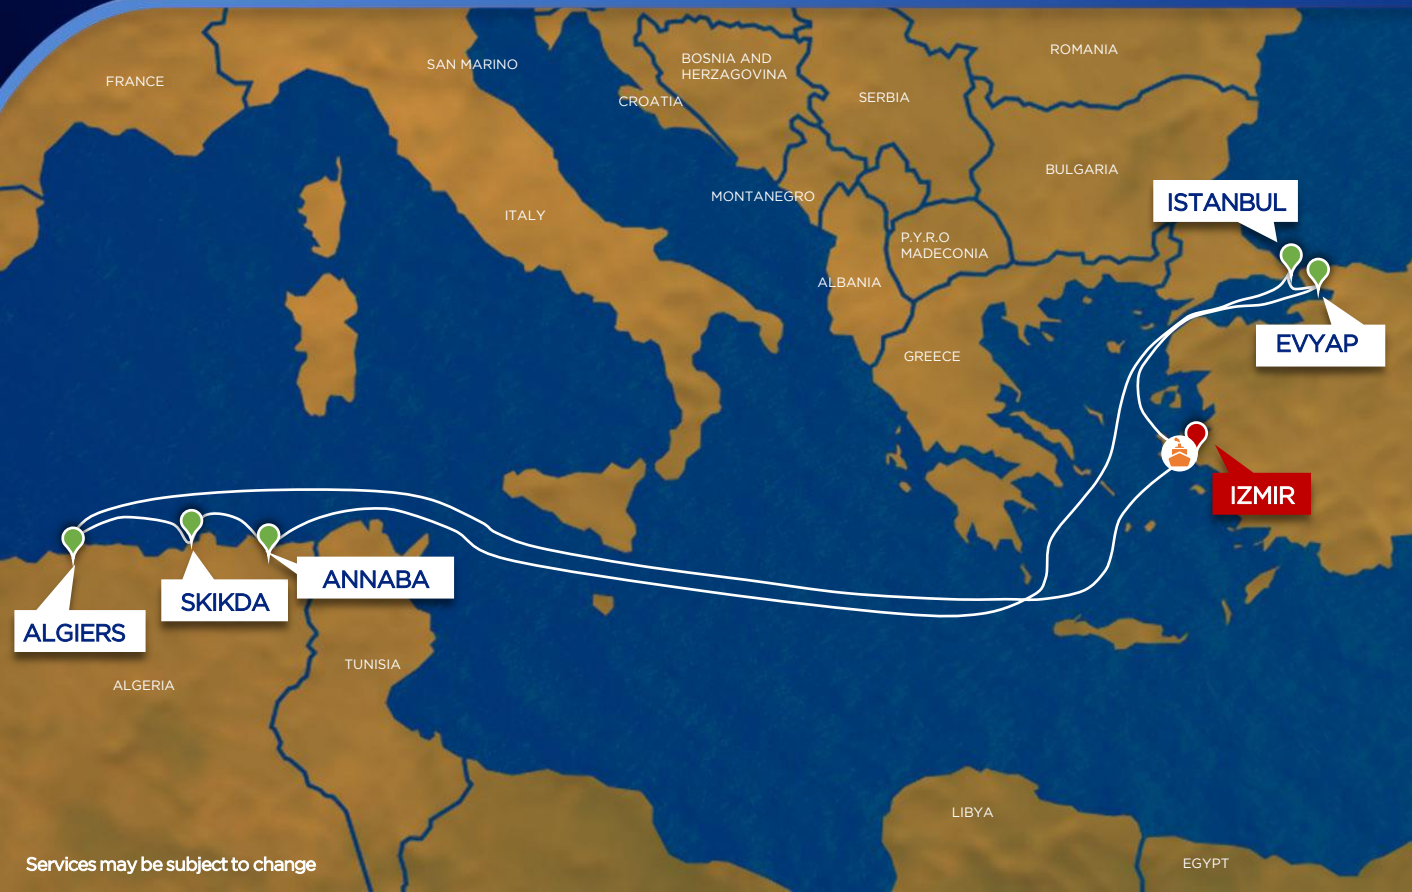 ROMANIA
SAN MARINO
BOSNIA AND
HERZAGOVINA
FRANCE
CROATIA
SERBIA
BULGARIA
ISTANBUL
MONTANEGRO
ITALY
P.Y.R.O
MADECONIA
ALBANIA
EVYAP
GREECE
IZMIR
ANNABA
SKIKDA
ALGIERS
TUNISIA
ALGERIA
LIBYA
EGYPT
Services may be subject to change